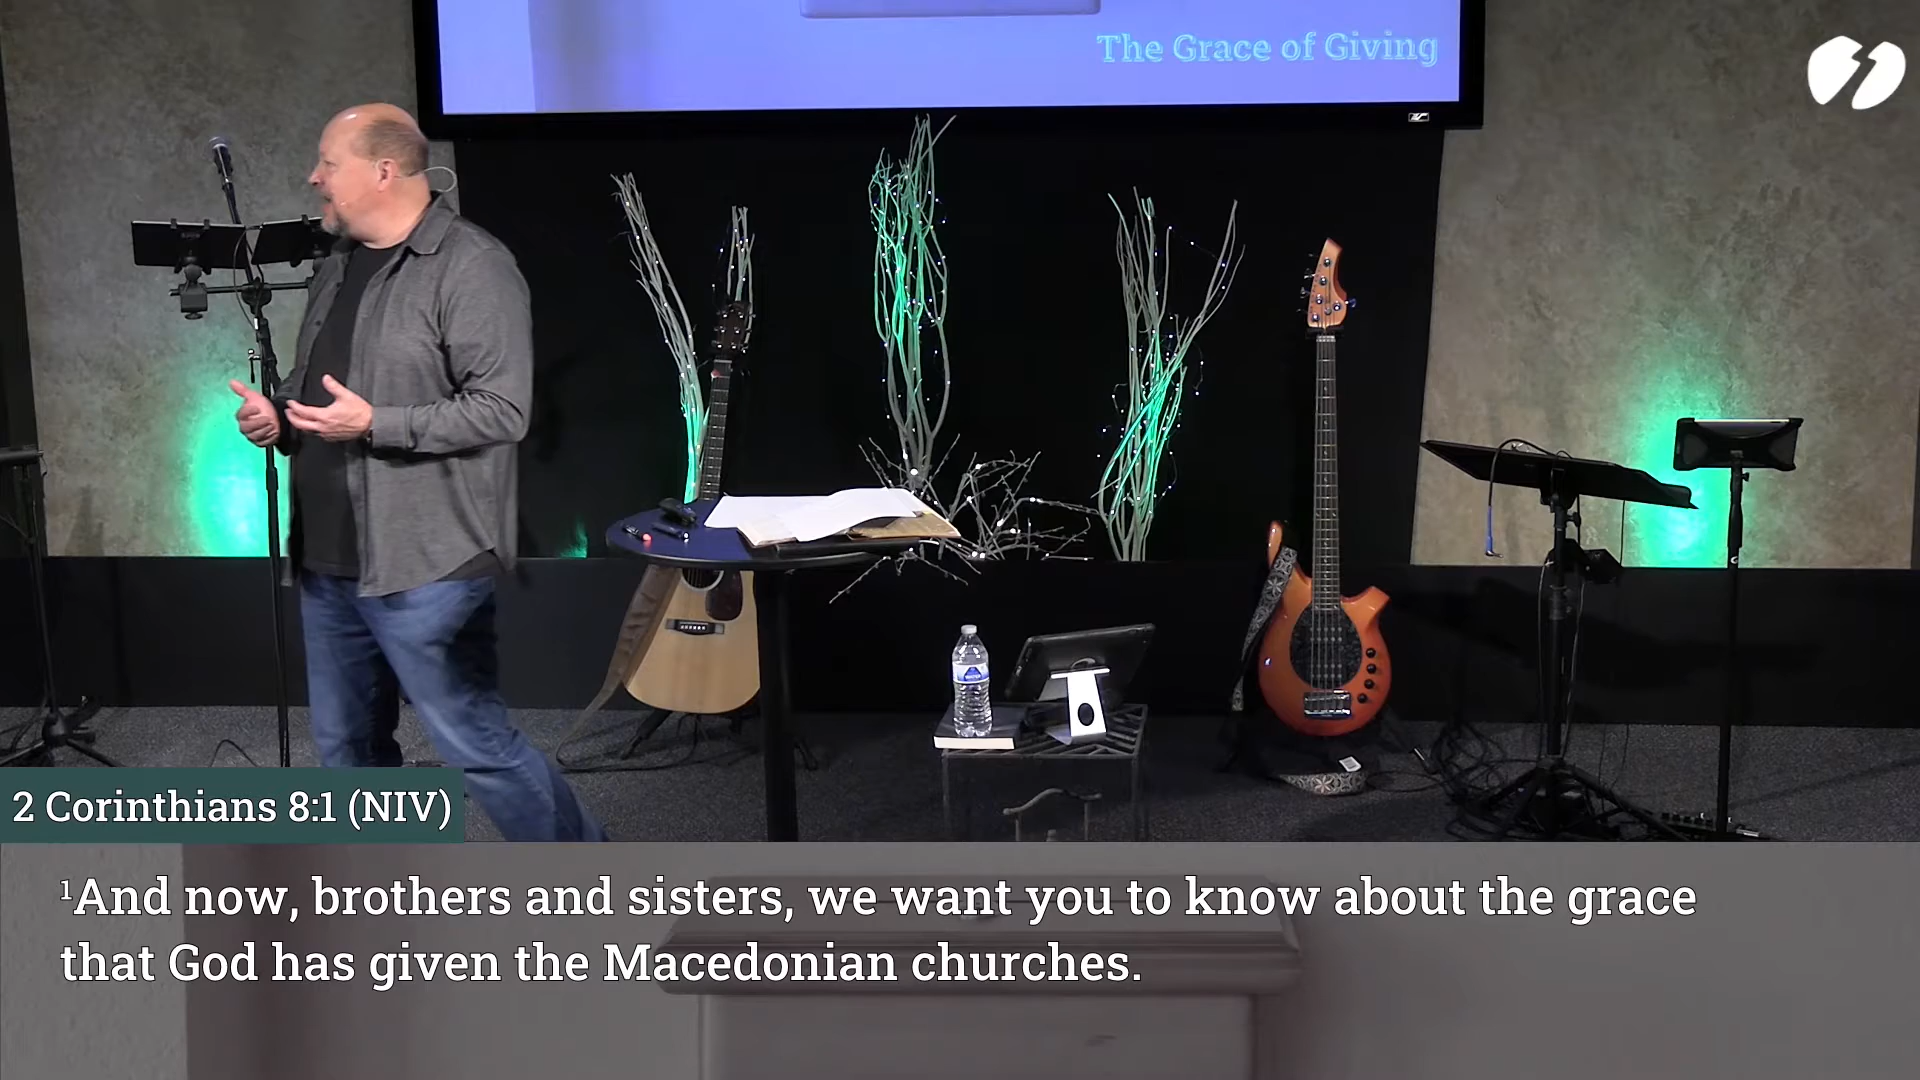 The Grace of Giving
2 Corinthians 8:1 (NIV)
¹And now, brothers and sisters, we want you to know about the grace
that God has given the Macedonian churches.